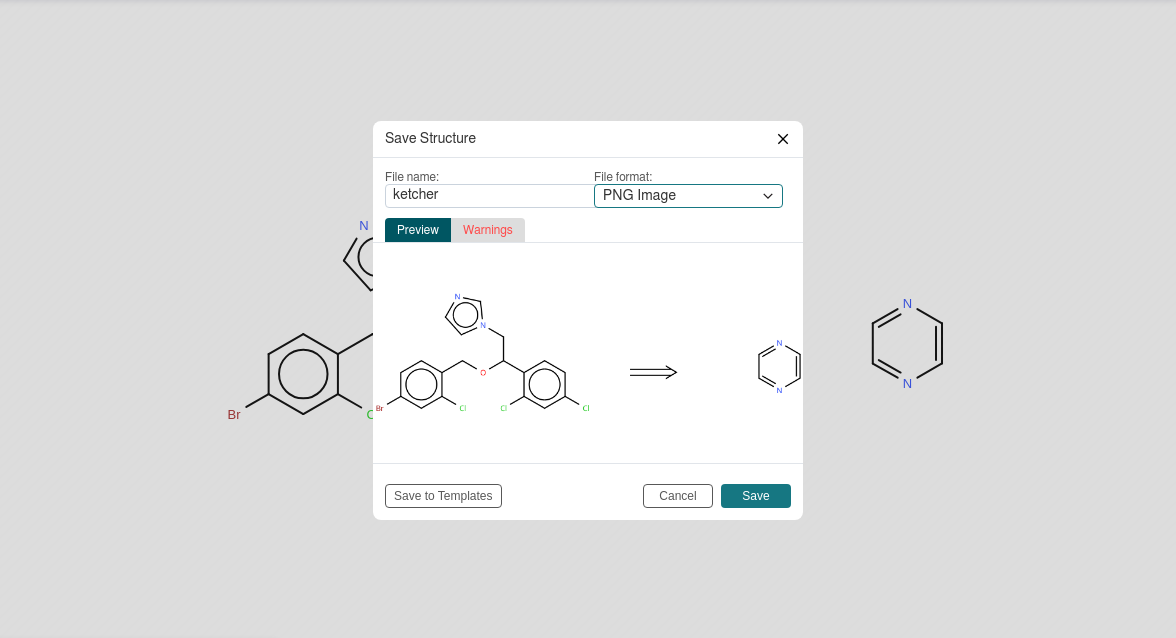 Save Structure
File name:
File format:
ketcher
PNG Image
Preview
Warnings
N
N
O
Br
Cl
Cl
Cl
N
N
N
Br
N
N
Save to Templates
Cancel
Save